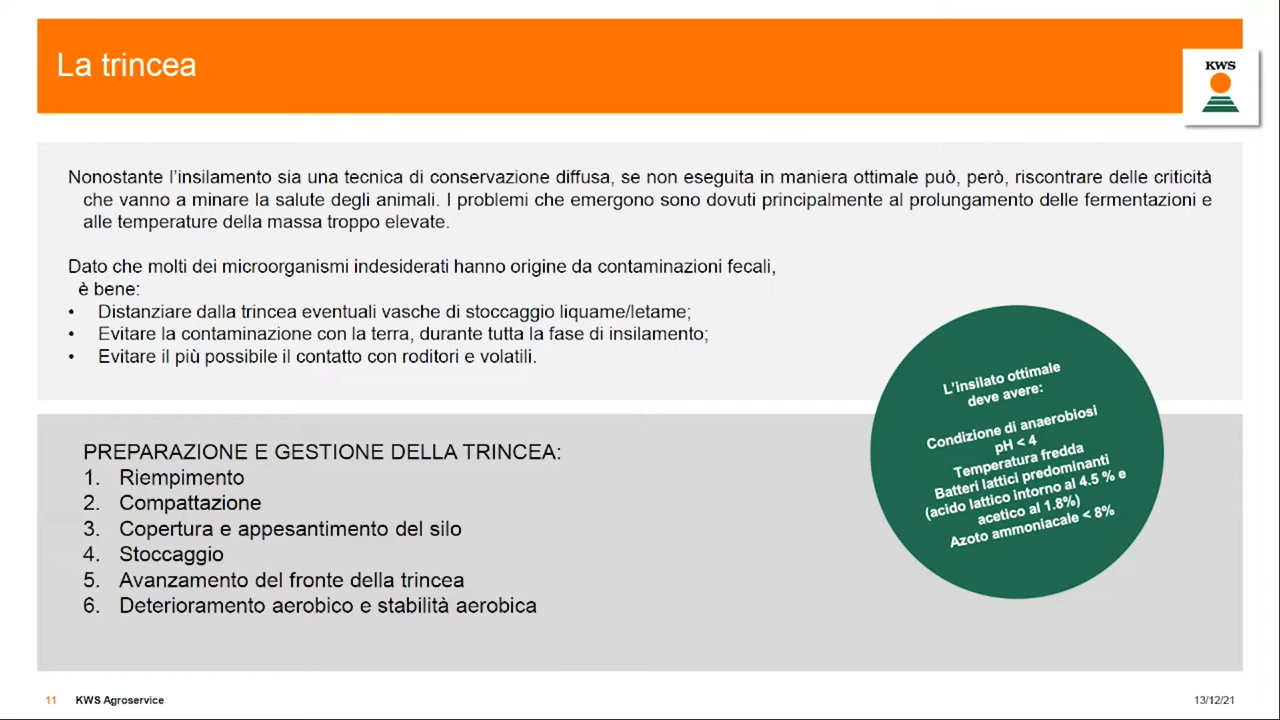 La trincea
KWS
Nonostante l’insilamento sia una tecnica di conservazione diffusa, se non eseguita in maniera ottimale può, però, riscontrare delle criticità
che vanno a minare la salute degli animali. I problemi che emergono sono dovuti principalmente al prolungamento delle fermentazioni e
alle temperature della massa troppo elevate.
Dato che molti dei microorganismi indesiderati hanno origine da contaminazioni fecali,
è bene:
• Distanziare dalla trincea eventuali vasche di stoccaggio liquame/letame;
• Evitare la contaminazione con la terra, durante tutta la fase di insilamento;
• Evitare il più possibile il contatto con roditori e volatili.
L’insilato ottimale
deve avere:
Condizione di anaerobiosi
pH < 4
Temperatura fredda
Batteri lattici predominanti
(acido lattico intorno al 4.5 % e
acetico al 1.8%)
Azoto ammoniacale < 8%
PREPARAZIONE E GESTIONE DELLA TRINCEA:
1. Riempimento
2. Compattazione
3. Copertura e appesantimento del silo
4. Stoccaggio
5. Avanzamento del fronte della trincea
6. Deterioramento aerobico e stabilità aerobica
11 KWS Agroservice
13/12/21